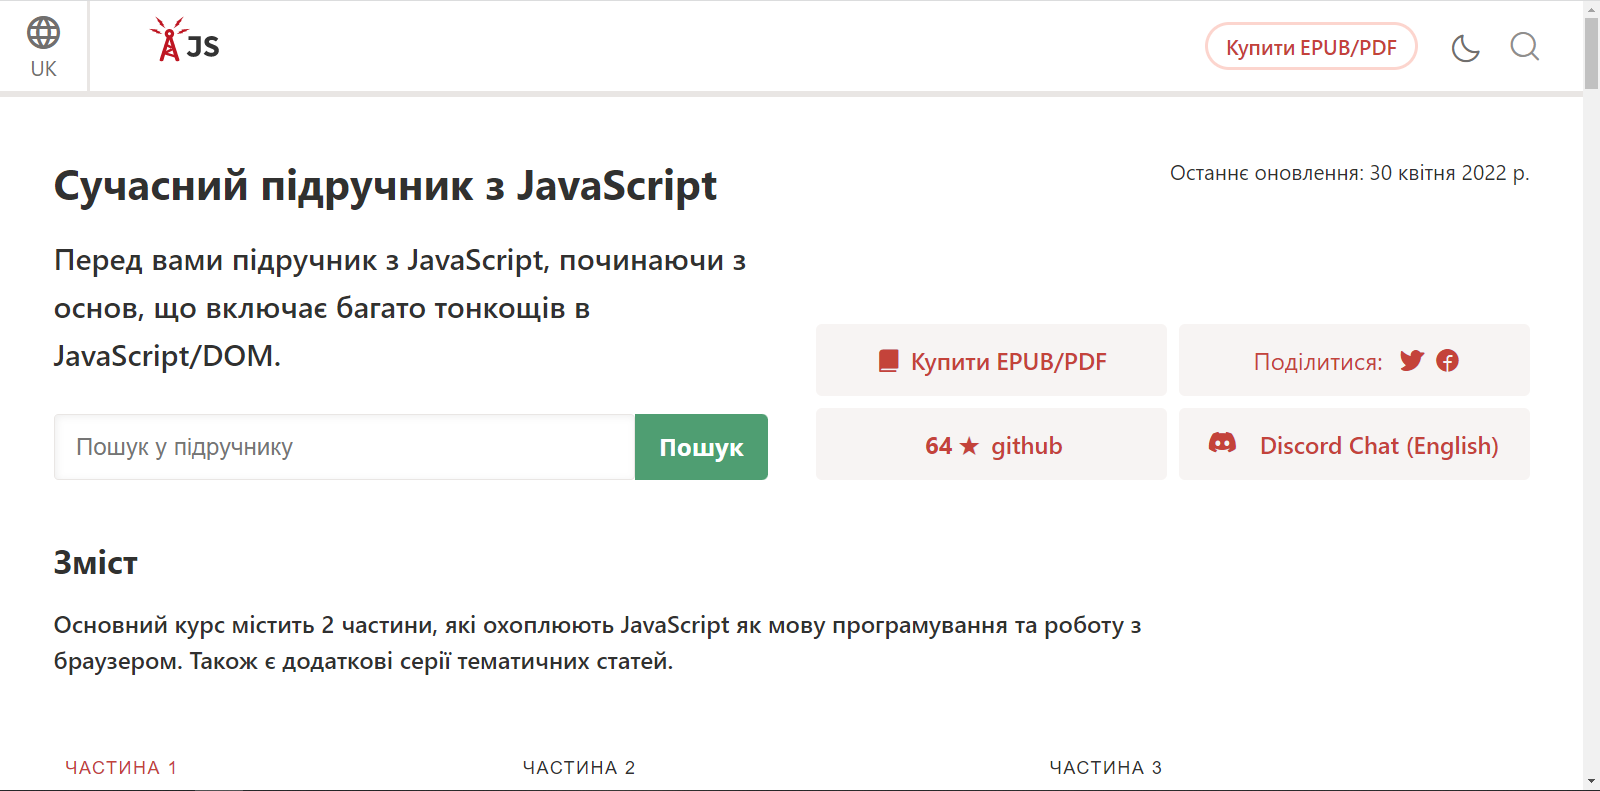 UK
JS
Купити EPUB/PDF
Сучасний підручник з JavaScript
Останнє оновлення: 30 квітня 2022 р.
Перед вами підручник з JavaScript, починаючи з
основ, що включає багато тонкощів в
JavaScript/DOM.
Купити EPUB/PDF
Поділитися:
Пошук у підручнику
Пошук
64 ★ github
Discord Chat (English)
Зміст
Основний курс містить 2 частини, які охоплюють JavaScript як мову програмування та роботу з
браузером. Також є додаткові серії тематичних статей.
ЧАСТИНА 1
ЧАСТИНА 2
ЧАСТИНА 3